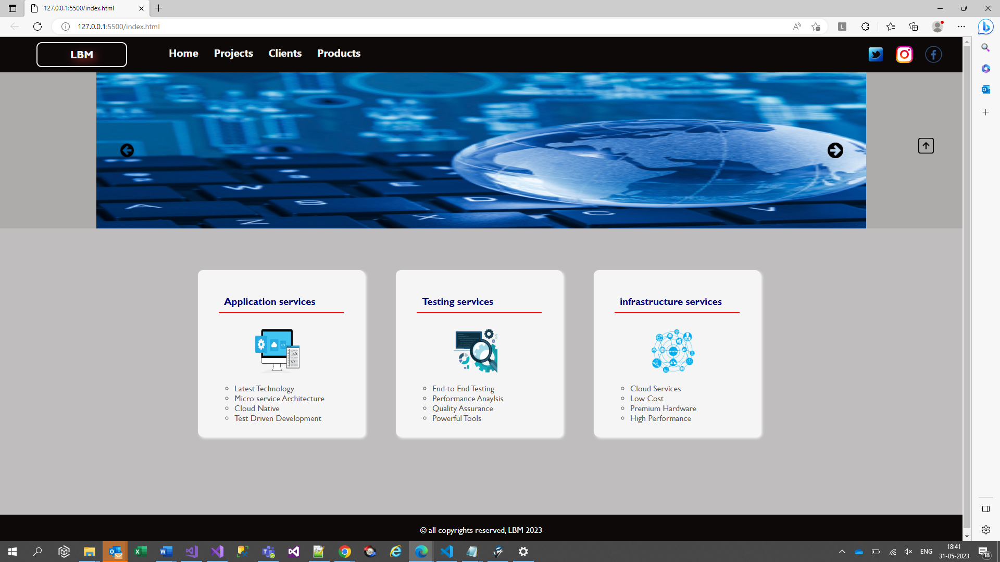 127.0.0.1:5500/index.html
127.0.0.1:5500/index.html
LBM
Home Projects Clients Products
A W S E D Z X C V
Application services
Latest Technology
Micro service Architecture
Cloud Native
Test Driven Development
Testing services
End to End Testing
Performance Anaylsis
Quality Assurance
Powerful Tools
infrastructure services
Cloud Services
Low Cost
Premium Hardware
High Performance
© all copyrights reserved, LBM 2023
ENG
18:41
31-05-2023
18